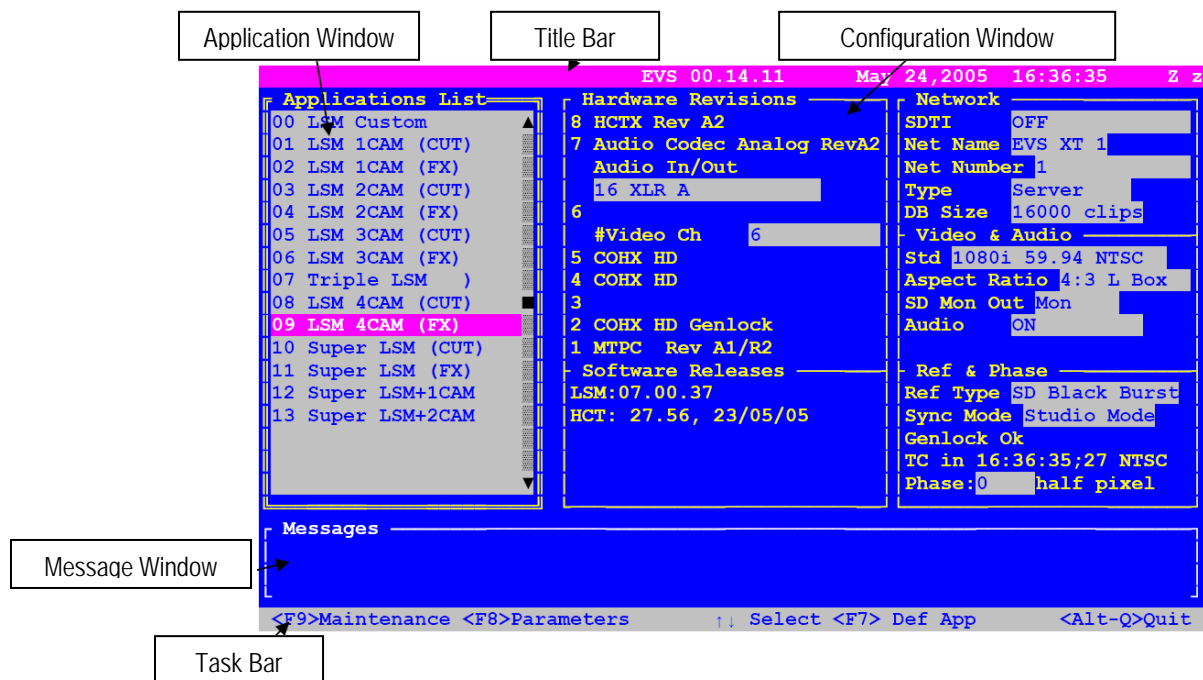 Application Window
Title Bar
Configuration Window
EVS 00.14.11 May 24,2005 16:36:35 Z z
Applications List
00 LSM Custom
01 LSM 1CAM (CUT)
02 LSM 1CAM (FX)
03 LSM 2CAM (CUT)
04 LSM 2CAM (FX)
05 LSM 3CAM (CUT)
06 LSM 3CAM (FX)
07 Triple LSM )
08 LSM 4CAM (CUT)
09 LSM 4CAM (FX)
10 Super LSM (CUT)
11 Super LSM (FX)
12 Super LSM+1CAM
13 Super LSM+2CAM
Hardware Revisions
8 HCTX Rev A2
7 Audio Codec Analog RevA2
Audio In/Out
16 XLR A
6
#Video Ch 6
5 COHX HD
4 COHX HD
3
2 COHX HD Genlock
1 MTPC Rev A1/R2
Software Releases
LSM:07.00.37
HCT: 27.56, 23/05/05
Network
SDTI OFF
Net Name EVS XT 1
Net Number 1
Type Server
DB Size 16000 clips
Video & Audio
Std 1080i 59.94 NTSC
Aspect Ratio 4:3 L Box
SD Mon Out Mon
Audio ON
Ref & Phase
Ref Type SD Black Burst
Sync Mode Studio Mode
Genlock Ok
TC in 16:36:35;27 NTSC
Phase:0 half pixel
Messages
Message Window
<F9>Maintenance <F8>Parameters ↑↓ Select <F7> Def App <Alt-Q>Quit
Task Bar